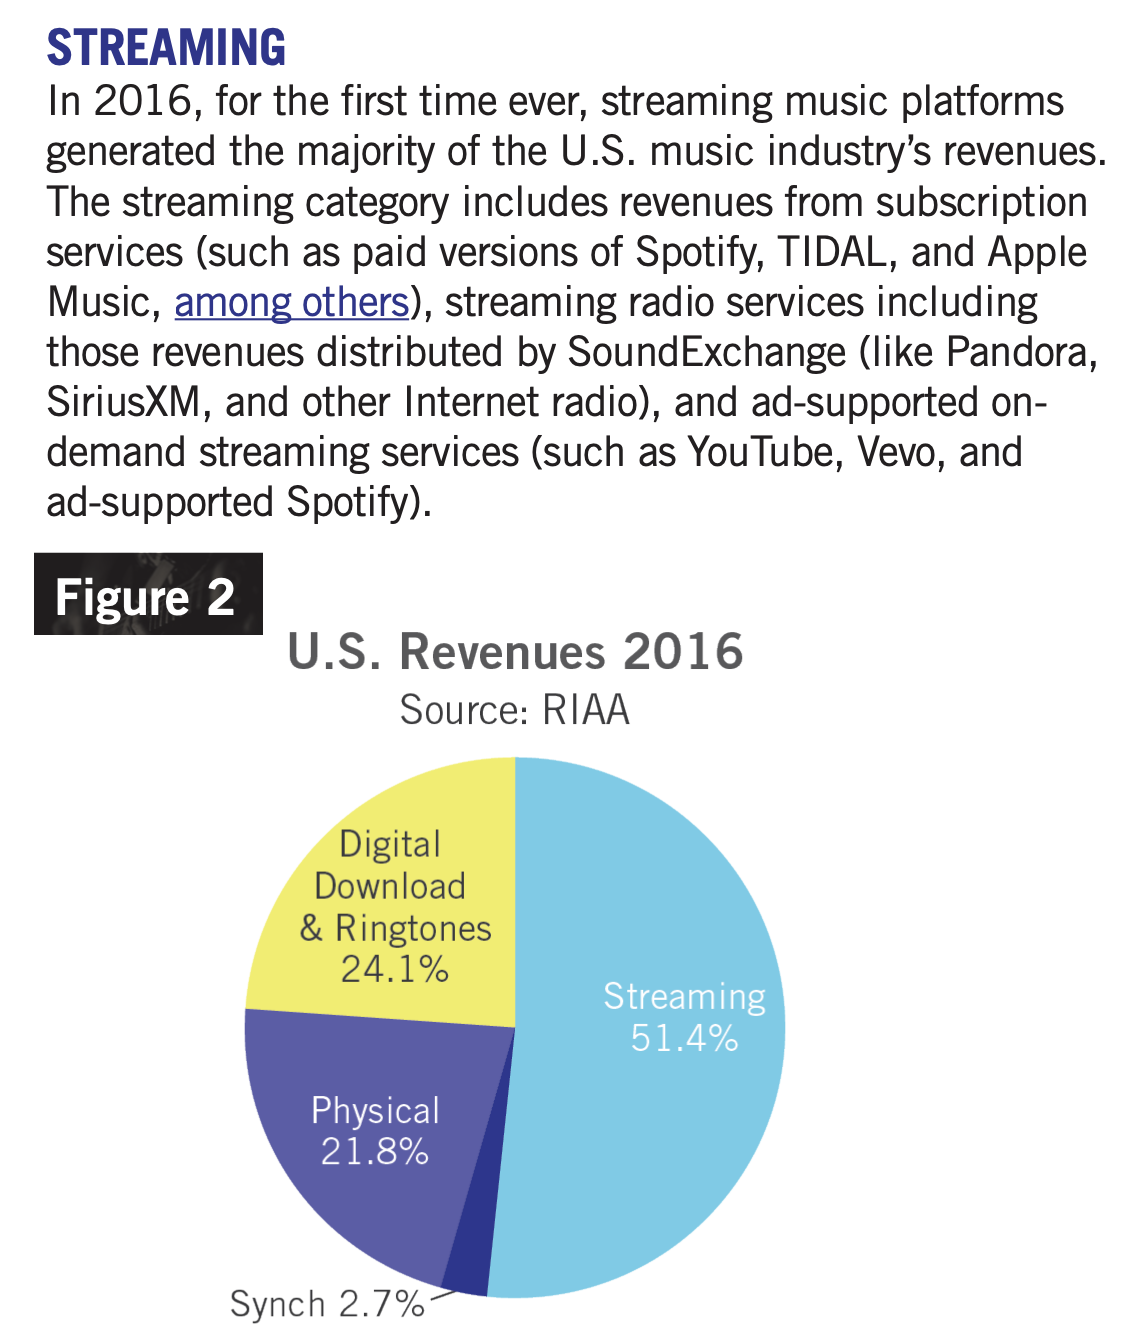 STREAMING
In 2016, for the first time ever, streaming music platforms
generated the majority of the U.S. music industry’s revenues.
The streaming category includes revenues from subscription
services (such as paid versions of Spotify, TIDAL, and Apple
Music, among others), streaming radio services including
those revenues distributed by SoundExchange (like Pandora,
SiriusXM, and other Internet radio), and ad-supported on-
demand streaming services (such as YouTube, Vevo, and
ad-supported Spotify).
Figure 2
U.S. Revenues 2016
Source: RIAA
Digital
Download
& Ringtones
24.1%
Streaming
51.4%
Physical
21.8%
Synch 2.7%